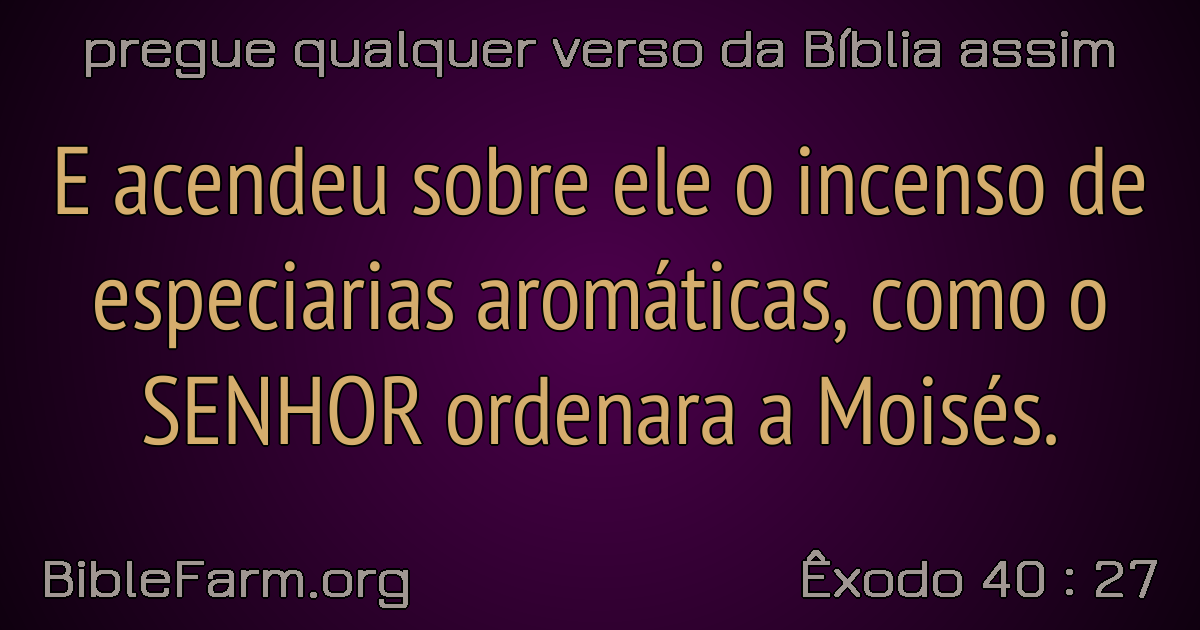 pregue qualquer verso da Bíblia assim
E acendeu sobre ele o incenso de
especiarias aromáticas, como o
SENHOR ordenara a Moisés.
BibleFarm.org
Êxodo 40 : 27